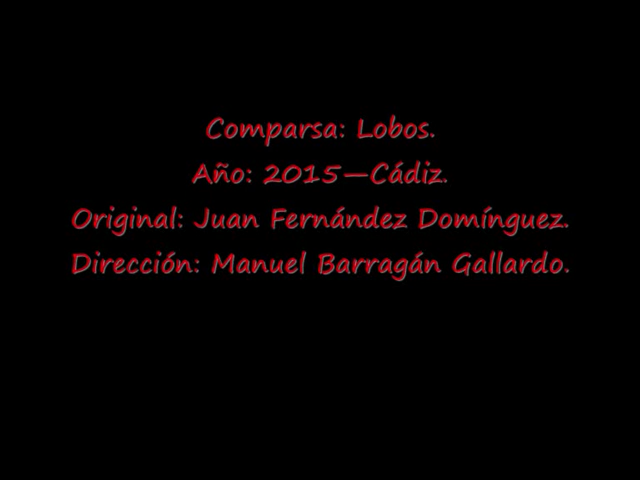 Comparsa: Lobos.
Año: 2015—Cádiz.
Original: Juan Fernández Domínguez.
Dirección: Manuel Barragán Gallardo.